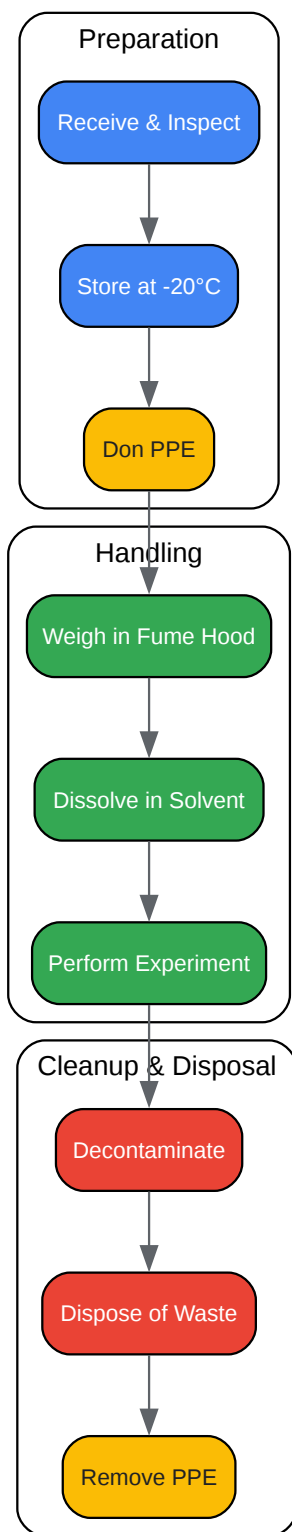 Preparation
Receive & Inspect
Store at -20°C
Don PPE
Handling
Weigh in Fume Hood
Dissolve in Solvent
Perform Experiment
Cleanup & Disposal
Decontaminate
Dispose of Waste
Remove PPE